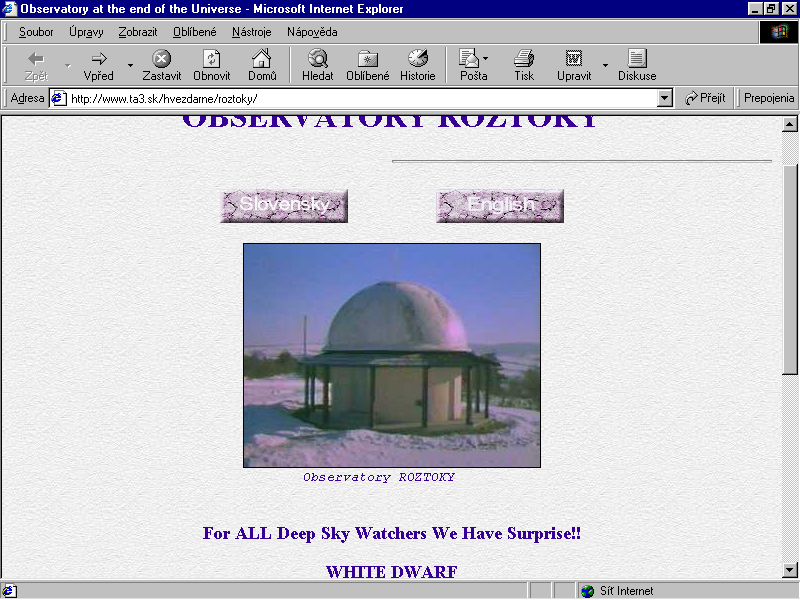 Observatory at the end of the Universe - Microsoft Internet Explorer
Soubor Úpravy Zobrazit Oblíbené Nástroje Nápověda
Zpět Vpřed Zastavit Obnovit Domů Hledat Oblíbené Historie Pošta Tisk Upravit Diskuse
Adresa http://www.ta3.sk/hvezdarne/roztoky/ Přejít Prepojenia
OBSERVATORY ROZTOKY
Slovensky English
Observatory ROZTOKY
For ALL Deep Sky Watchers We Have Surprise!!
WHITE DWARF
Síť Internet